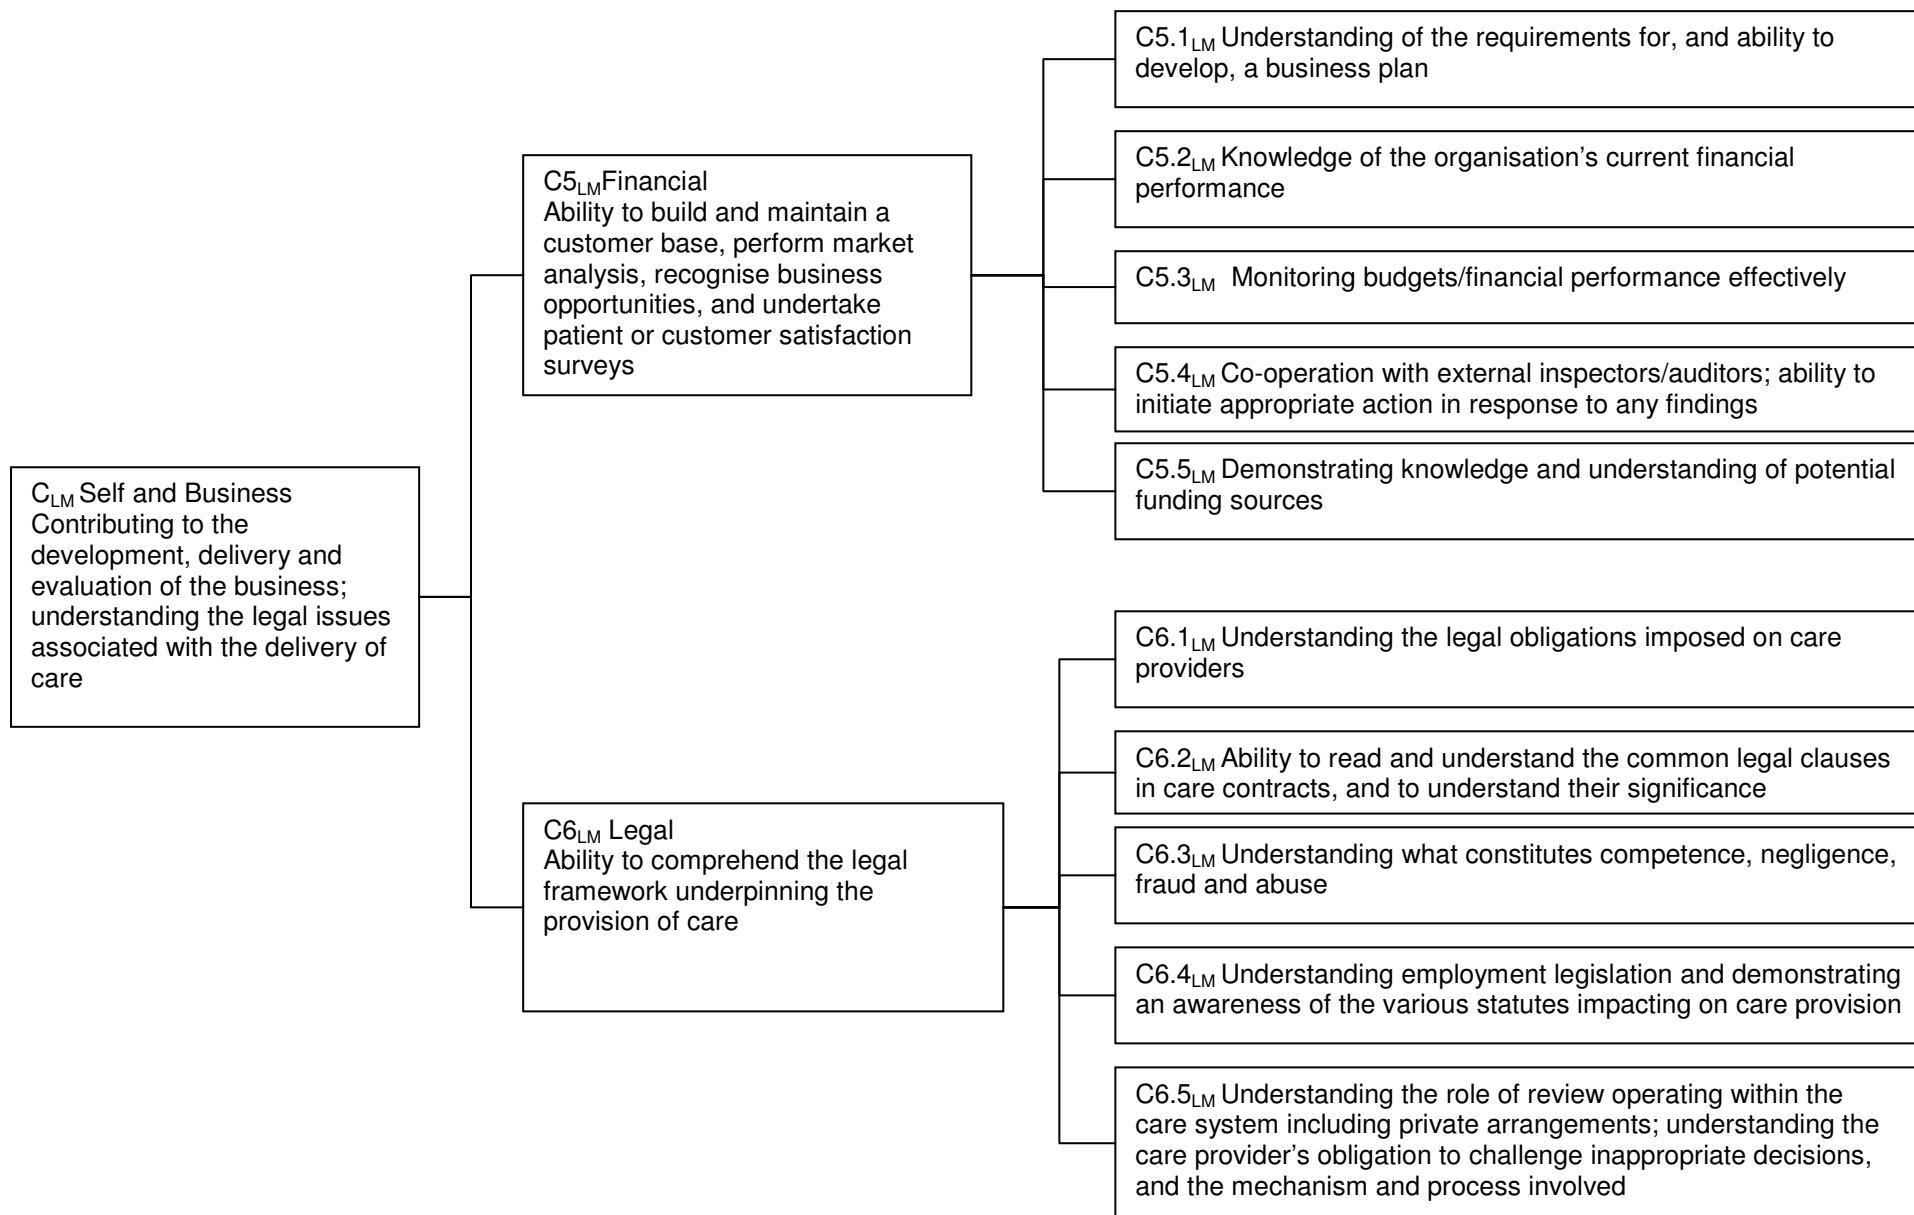 C5.1LM Understanding of the requirements for, and ability to
develop, a business plan
C5.2LM Knowledge of the organisation’s current financial
performance
C5LMFinancial
Ability to build and maintain a
customer base, perform market
analysis, recognise business
opportunities, and undertake
patient or customer satisfaction
surveys
C5.3LM Monitoring budgets/financial performance effectively
C5.4LM Co-operation with external inspectors/auditors; ability to
initiate appropriate action in response to any findings
C5.5LM Demonstrating knowledge and understanding of potential
funding sources
CLM Self and Business
Contributing to the
development, delivery and
evaluation of the business;
understanding the legal issues
associated with the delivery of
care
C6.1LM Understanding the legal obligations imposed on care
providers
C6.2LM Ability to read and understand the common legal clauses
in care contracts, and to understand their significance
C6LM Legal
Ability to comprehend the legal
framework underpinning the
provision of care
C6.3LM Understanding what constitutes competence, negligence,
fraud and abuse
C6.4LM Understanding employment legislation and demonstrating
an awareness of the various statutes impacting on care provision
C6.5LM Understanding the role of review operating within the
care system including private arrangements; understanding the
care provider’s obligation to challenge inappropriate decisions,
and the mechanism and process involved